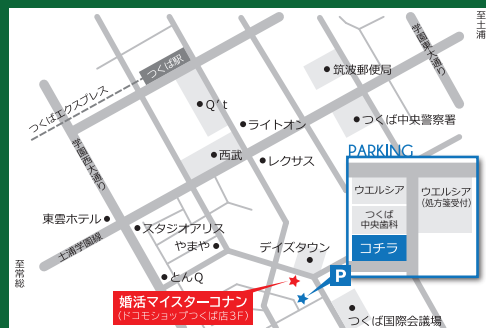 至土浦
学園東大通り
つくば駅
筑波郵便局
つくばエクスプレス
Q't
ライトオン
つくば中央警察署
学園西大通り
西武
レクサス
PARKING
ウエルシア
つくば
中央歯科
コチラ
ウエルシア
(処方箋受付)
東雲ホテル
スタジオアリス
土浦学園線
やまや
デイズタウン
至常総
とんQ
P
婚活マイスターコナン
(ドコモショップつくば店3F)
つくば国際会議場